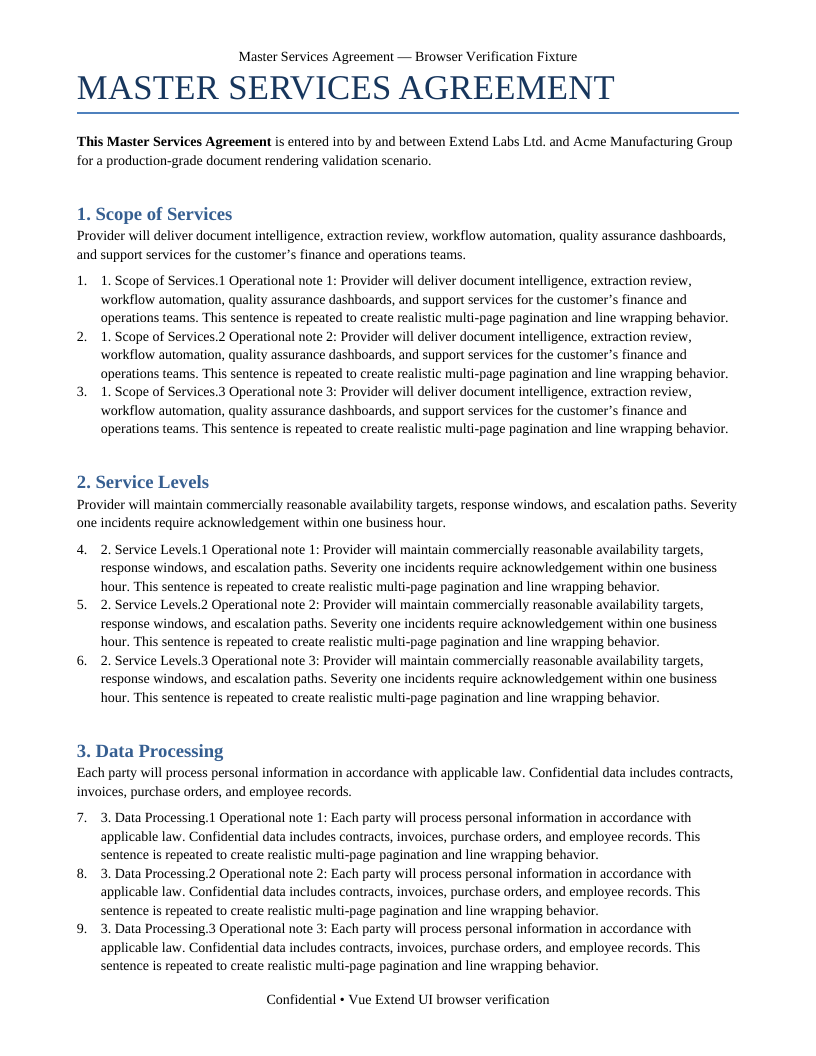 Master Services Agreement — Browser Verification Fixture
MASTER SERVICES AGREEMENT
This Master Services Agreement is entered into by and between Extend Labs Ltd. and Acme Manufacturing Group
for a production-grade document rendering validation scenario.
1. Scope of Services
Provider will deliver document intelligence, extraction review, workflow automation, quality assurance dashboards,
and support services for the customer’s finance and operations teams.
1. 1. Scope of Services.1 Operational note 1: Provider will deliver document intelligence, extraction review,
workflow automation, quality assurance dashboards, and support services for the customer’s finance and
operations teams. This sentence is repeated to create realistic multi-page pagination and line wrapping behavior.
2. 1. Scope of Services.2 Operational note 2: Provider will deliver document intelligence, extraction review,
workflow automation, quality assurance dashboards, and support services for the customer’s finance and
operations teams. This sentence is repeated to create realistic multi-page pagination and line wrapping behavior.
3. 1. Scope of Services.3 Operational note 3: Provider will deliver document intelligence, extraction review,
workflow automation, quality assurance dashboards, and support services for the customer’s finance and
operations teams. This sentence is repeated to create realistic multi-page pagination and line wrapping behavior.
2. Service Levels
Provider will maintain commercially reasonable availability targets, response windows, and escalation paths. Severity
one incidents require acknowledgement within one business hour.
4. 2. Service Levels.1 Operational note 1: Provider will maintain commercially reasonable availability targets,
response windows, and escalation paths. Severity one incidents require acknowledgement within one business
hour. This sentence is repeated to create realistic multi-page pagination and line wrapping behavior.
5. 2. Service Levels.2 Operational note 2: Provider will maintain commercially reasonable availability targets,
response windows, and escalation paths. Severity one incidents require acknowledgement within one business
hour. This sentence is repeated to create realistic multi-page pagination and line wrapping behavior.
6. 2. Service Levels.3 Operational note 3: Provider will maintain commercially reasonable availability targets,
response windows, and escalation paths. Severity one incidents require acknowledgement within one business
hour. This sentence is repeated to create realistic multi-page pagination and line wrapping behavior.
3. Data Processing
Each party will process personal information in accordance with applicable law. Confidential data includes contracts,
invoices, purchase orders, and employee records.
7. 3. Data Processing.1 Operational note 1: Each party will process personal information in accordance with
applicable law. Confidential data includes contracts, invoices, purchase orders, and employee records. This
sentence is repeated to create realistic multi-page pagination and line wrapping behavior.
8. 3. Data Processing.2 Operational note 2: Each party will process personal information in accordance with
applicable law. Confidential data includes contracts, invoices, purchase orders, and employee records. This
sentence is repeated to create realistic multi-page pagination and line wrapping behavior.
9. 3. Data Processing.3 Operational note 3: Each party will process personal information in accordance with
applicable law. Confidential data includes contracts, invoices, purchase orders, and employee records. This
sentence is repeated to create realistic multi-page pagination and line wrapping behavior.
Confidential • Vue Extend UI browser verification